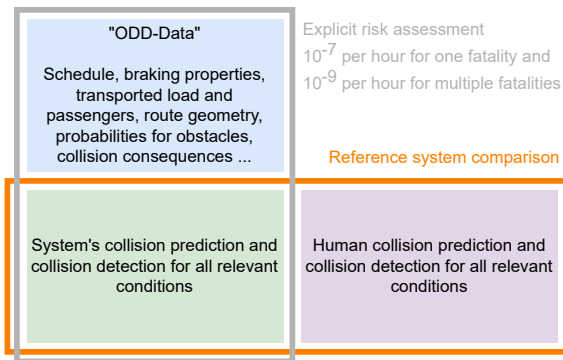 "ODD-Data"
Schedule, braking properties,
transported load and
passengers, route geometry,
probabilities for obstacles,
collision consequences ...
Explicit risk assessment
10⁻⁷ per hour for one fatality and
10⁻⁹ per hour for multiple fatalities
Reference system comparison
System's collision prediction and
collision detection for all relevant
conditions
Human collision prediction and
collision detection for all relevant
conditions